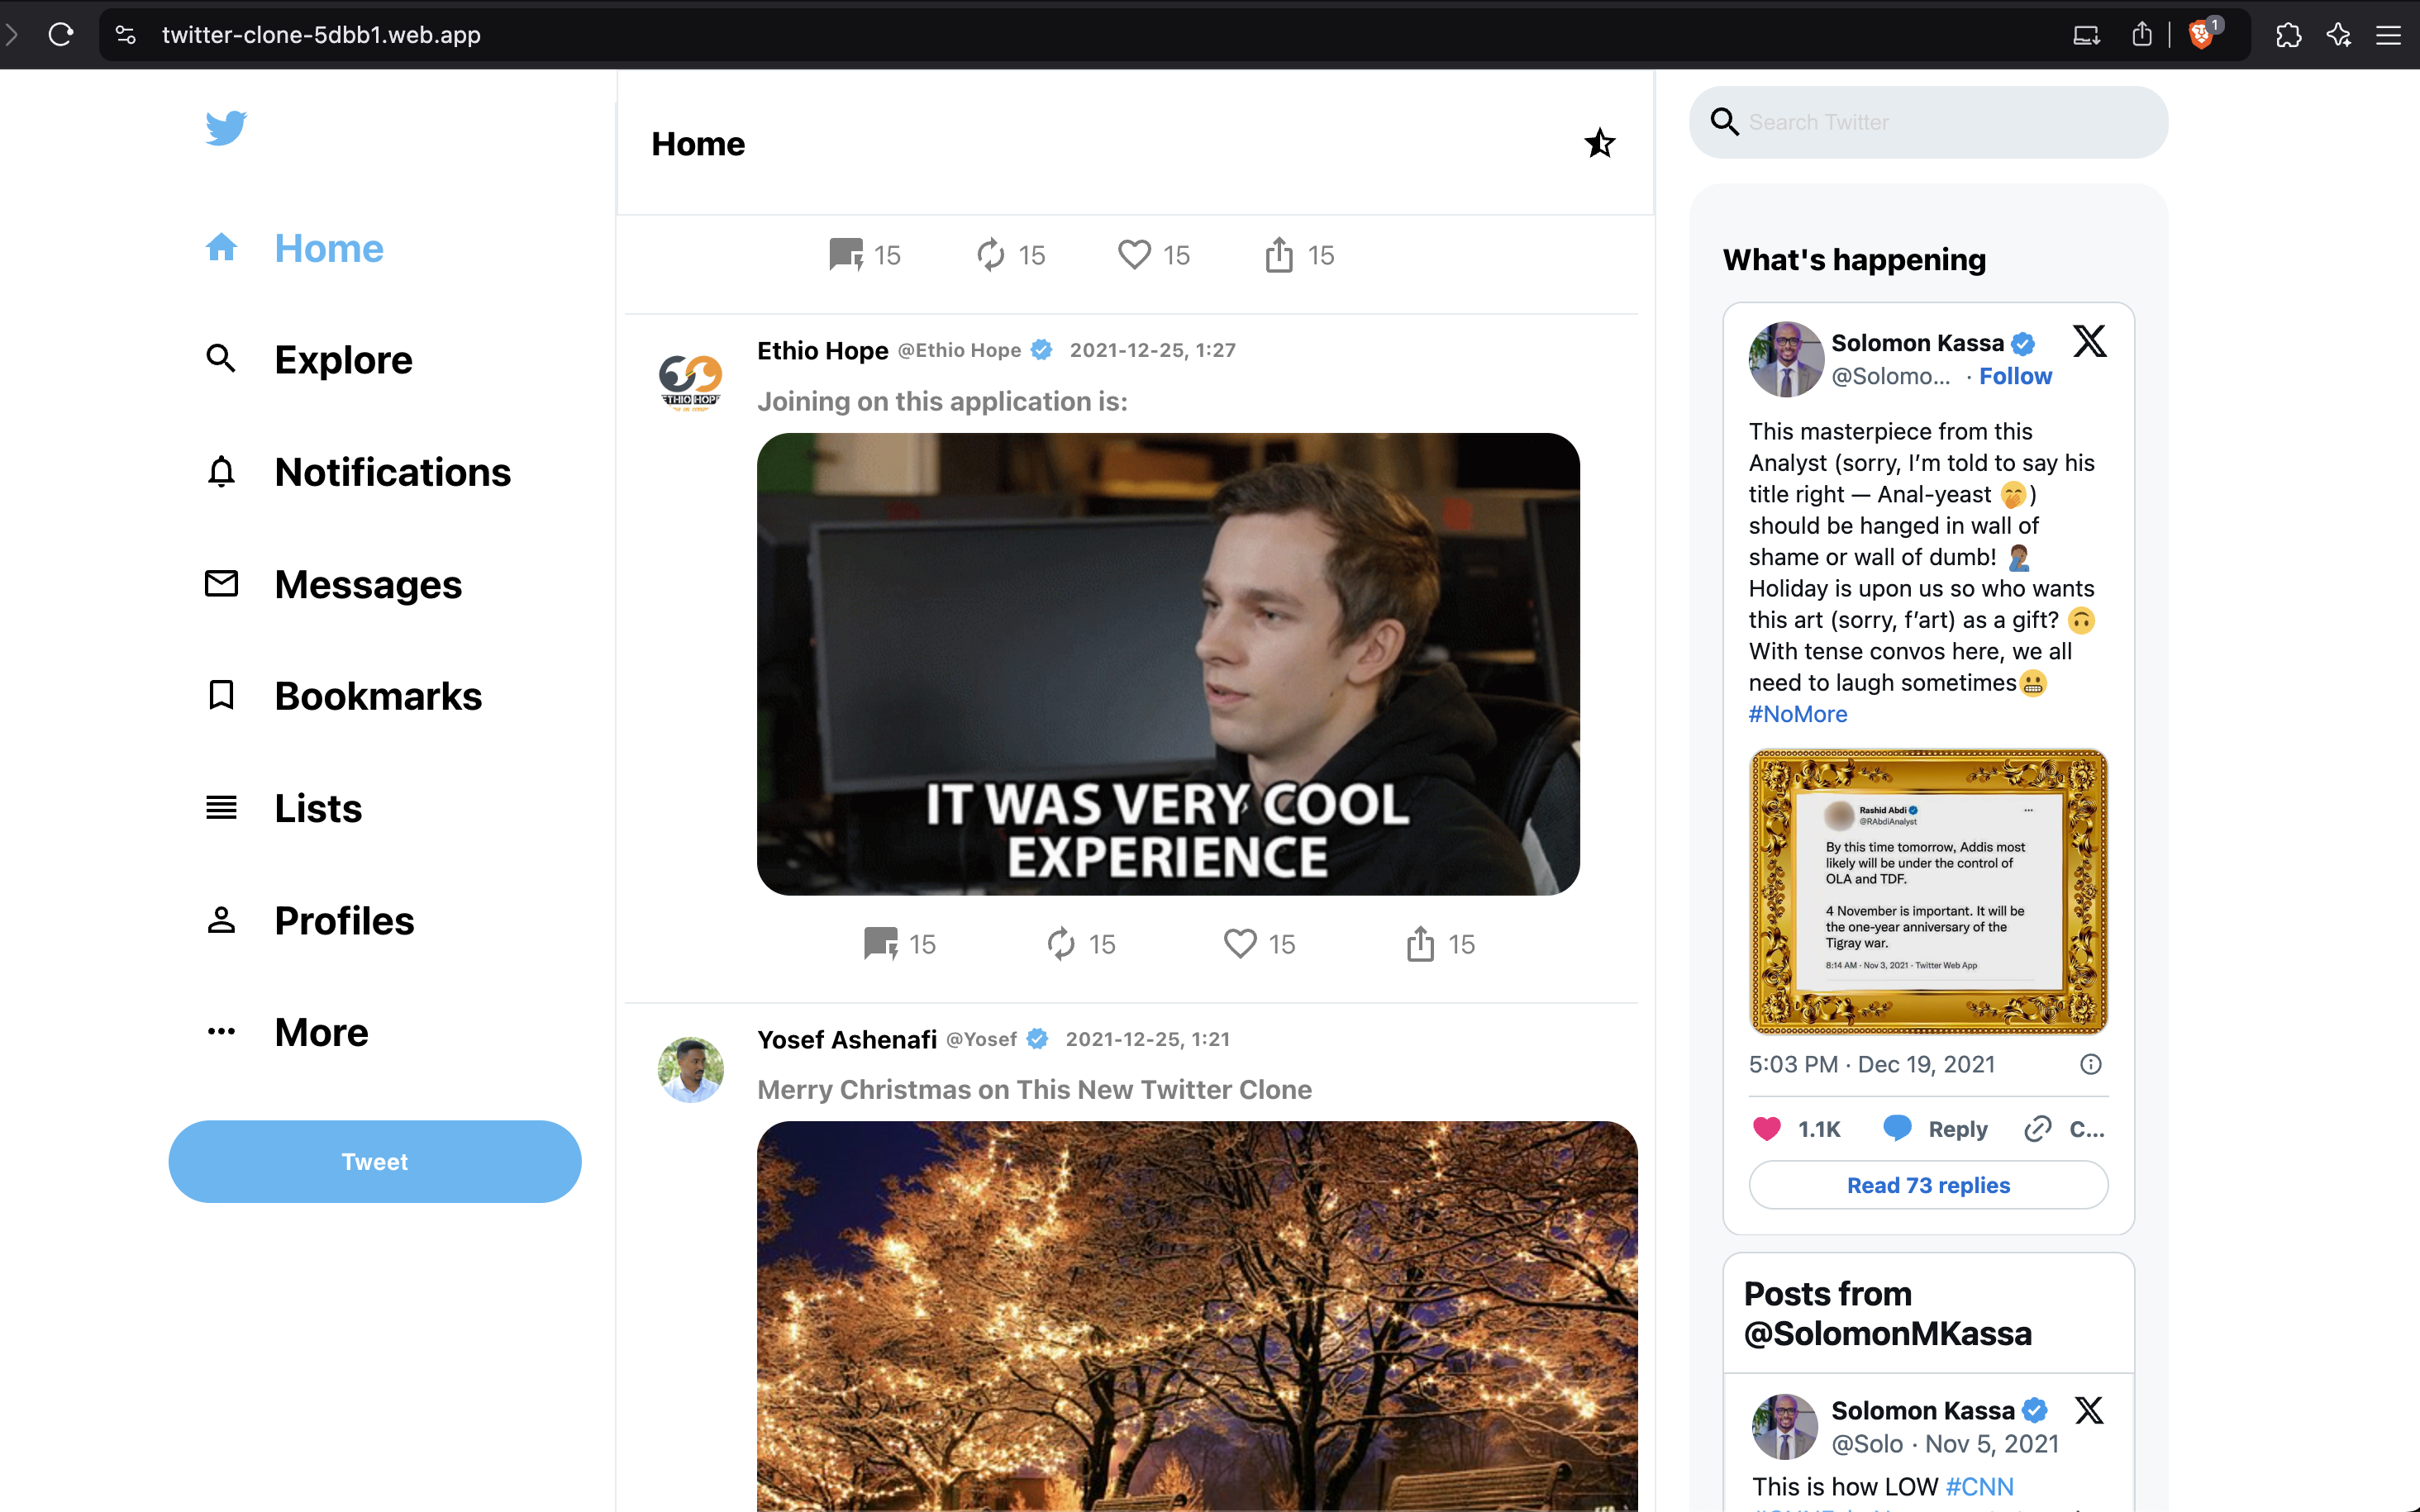 twitter-clone-5dbb1.web.app
1
Home
Explore
Notifications
Messages
Bookmarks
Lists
Profiles
More
Tweet
Home
15 15 15 15
Ethio Hope @Ethio Hope 2021-12-25, 1:27
Joining on this application is:
IT WAS VERY COOL
EXPERIENCE
15 15 15 15
Yosef Ashenafi @Yosef 2021-12-25, 1:21
Merry Christmas on This New Twitter Clone
Search Twitter
What's happening
Solomon Kassa
@Solomo... · Follow
This masterpiece from this
Analyst (sorry, I’m told to say his
title right — Anal-yeast 🤭)
should be hanged in wall of
shame or wall of dumb! 🤦🏾‍♂️
Holiday is upon us so who wants
this art (sorry, f’art) as a gift? 🙃
With tense convos here, we all
need to laugh sometimes😬
#NoMore
Rashid Abdi
@RAbdiAnalyst
By this time tomorrow, Addis most
likely will be under the control of
OLA and TDF.
4 November is important. It will be
the one-year anniversary of the
Tigray war.
8:14 AM · Nov 3, 2021 · Twitter Web App
5:03 PM · Dec 19, 2021
1.1K Reply C...
Read 73 replies
Posts from
@SolomonMKassa
Solomon Kassa
@Solo · Nov 5, 2021
This is how LOW #CNN